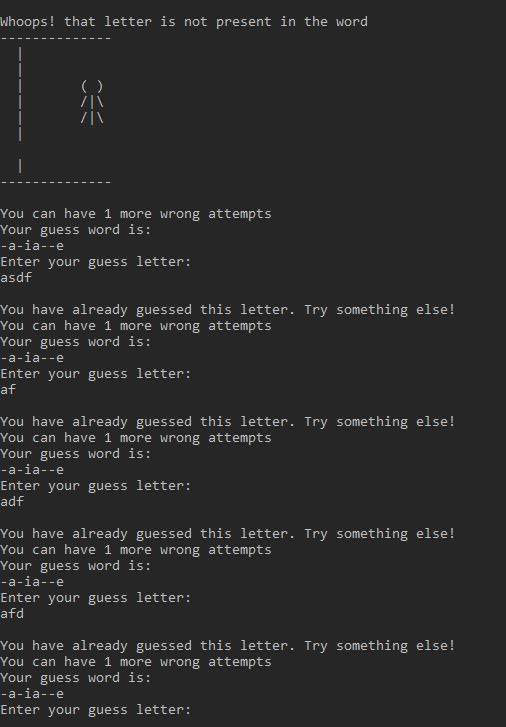 Whoops! that letter is not present in the word
--------------
  |
  |
  |       ( )
  |       /|\
  |       /|\
  |

  |
--------------

You can have 1 more wrong attempts
Your guess word is:
-a-ia--e
Enter your guess letter:
asdf

You have already guessed this letter. Try something else!
You can have 1 more wrong attempts
Your guess word is:
-a-ia--e
Enter your guess letter:
af

You have already guessed this letter. Try something else!
You can have 1 more wrong attempts
Your guess word is:
-a-ia--e
Enter your guess letter:
adf

You have already guessed this letter. Try something else!
You can have 1 more wrong attempts
Your guess word is:
-a-ia--e
Enter your guess letter:
afd

You have already guessed this letter. Try something else!
You can have 1 more wrong attempts
Your guess word is:
-a-ia--e
Enter your guess letter: